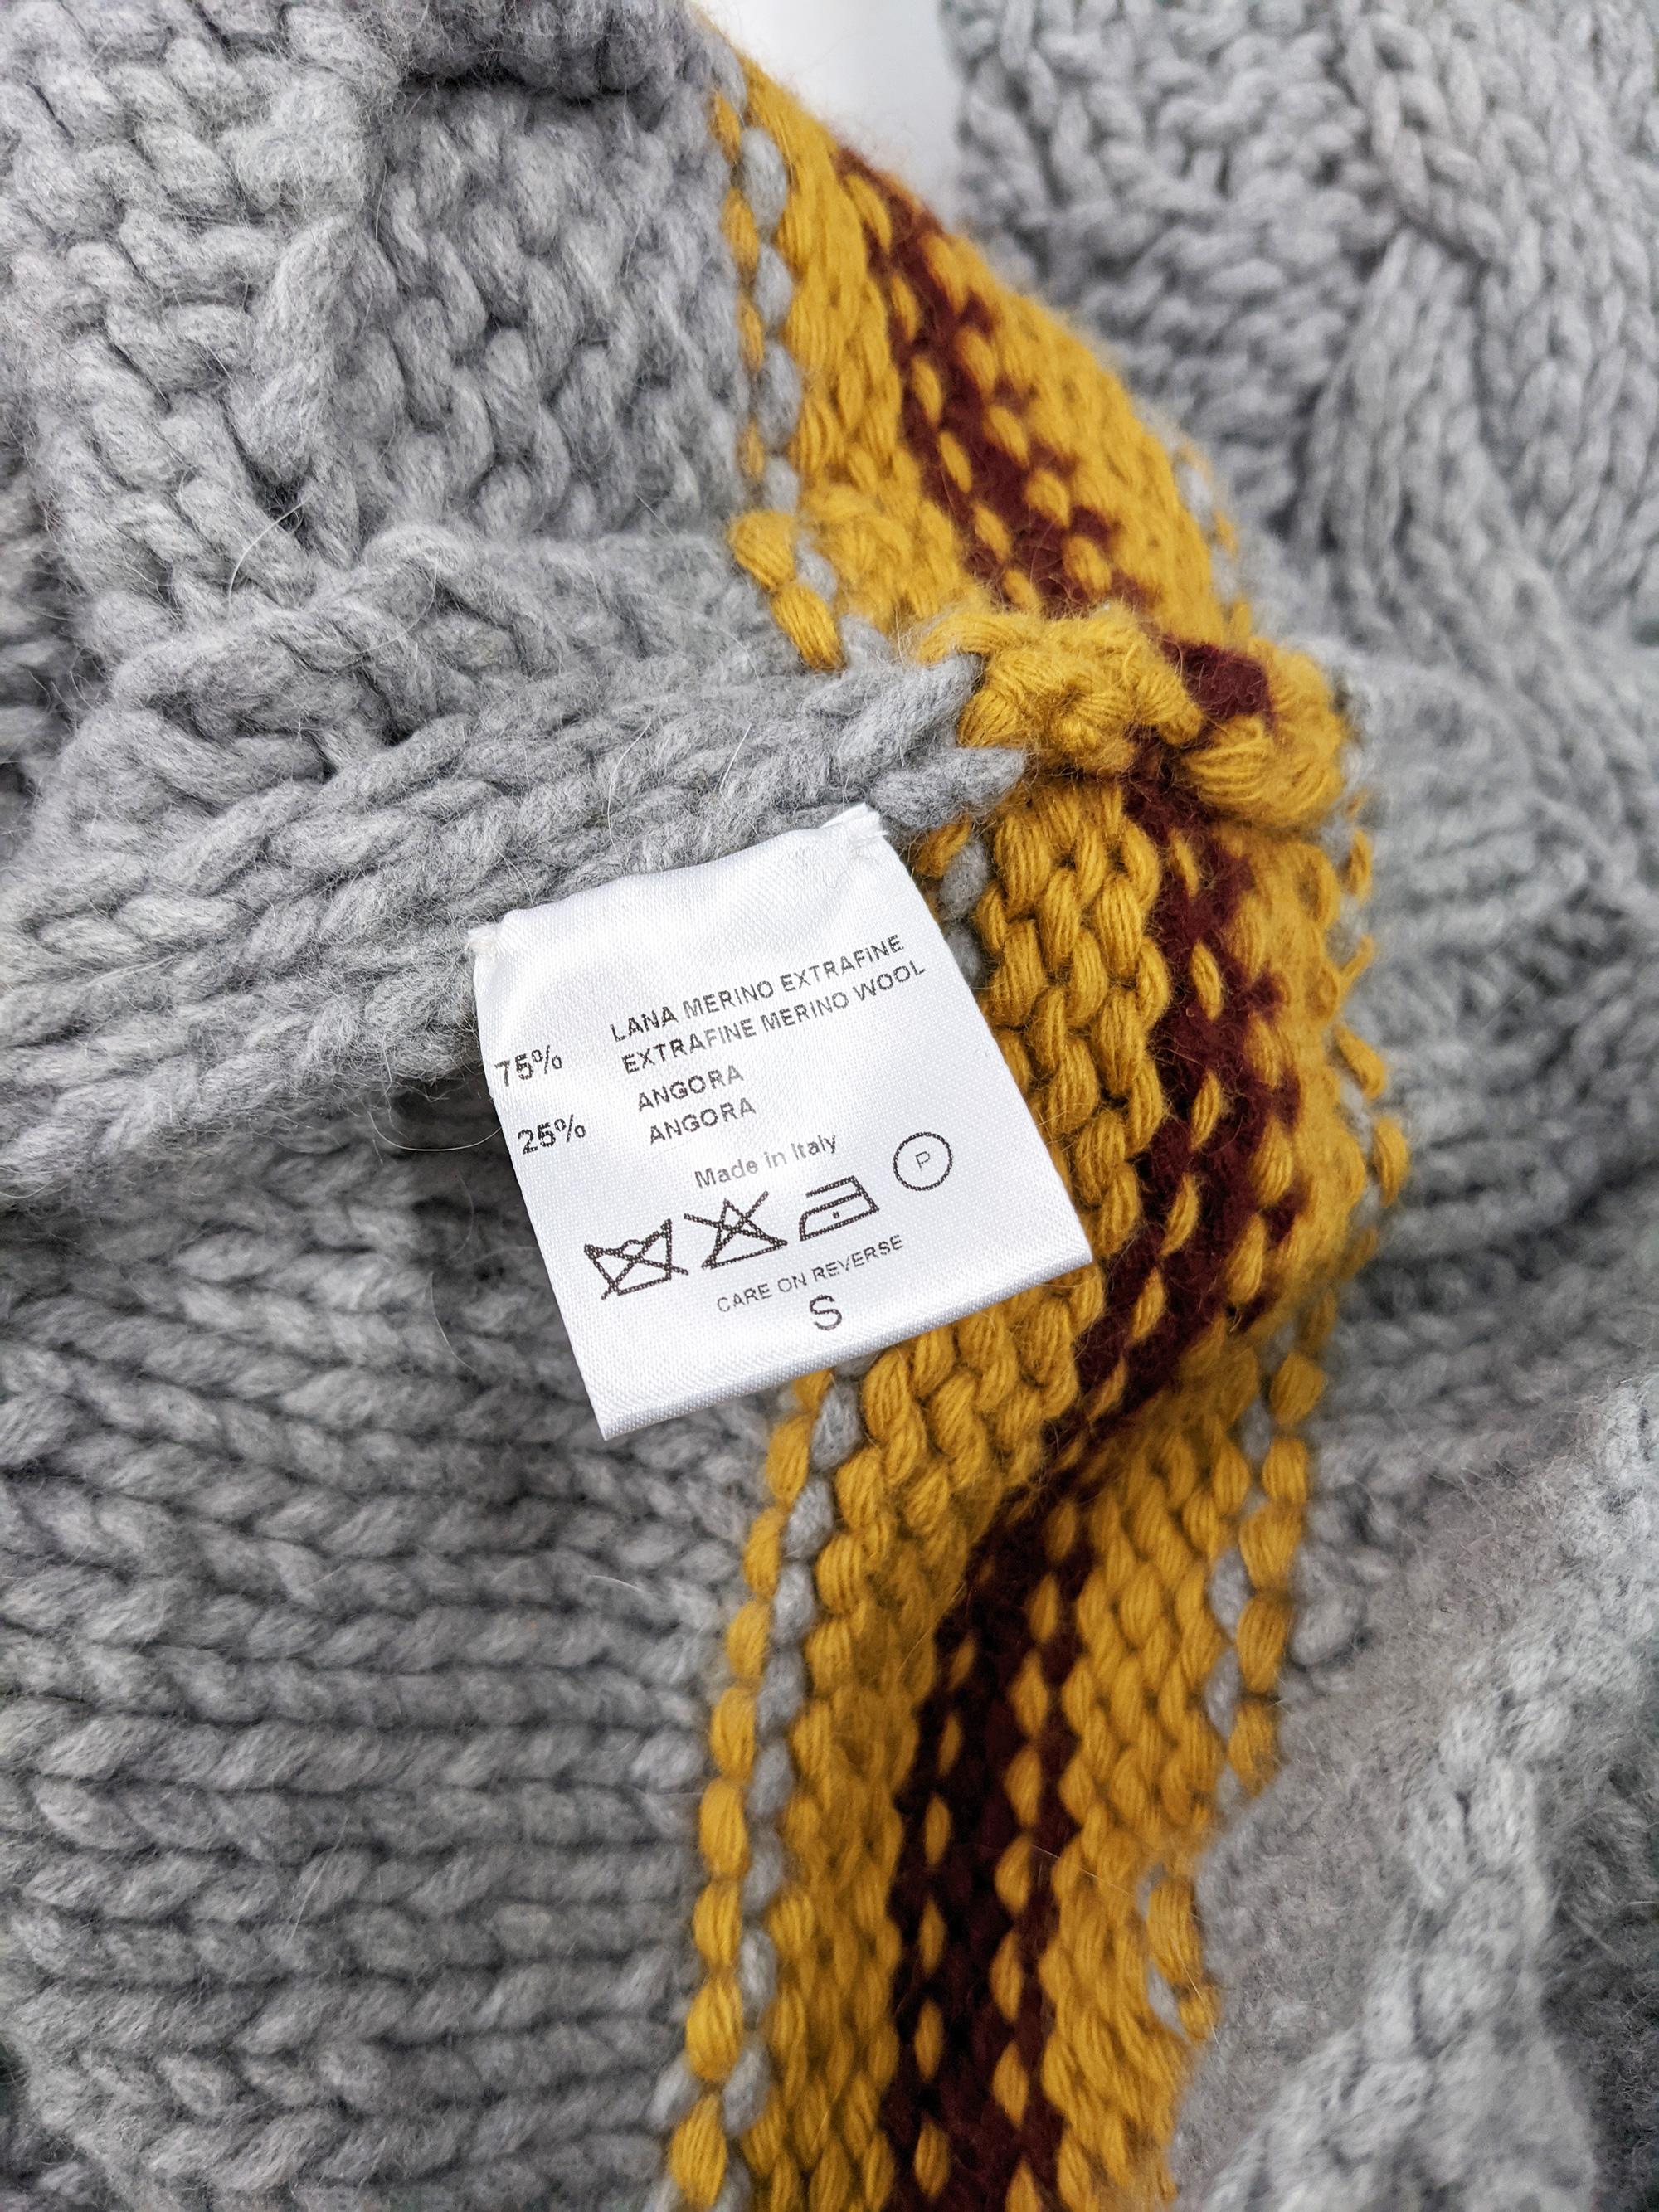 LANA MERINO EXTRAFINE
75% EXTRAFINE MERINO WOOL
ANGORA
25% ANGORA
Made in Italy
P
CARE ON REVERSE
S